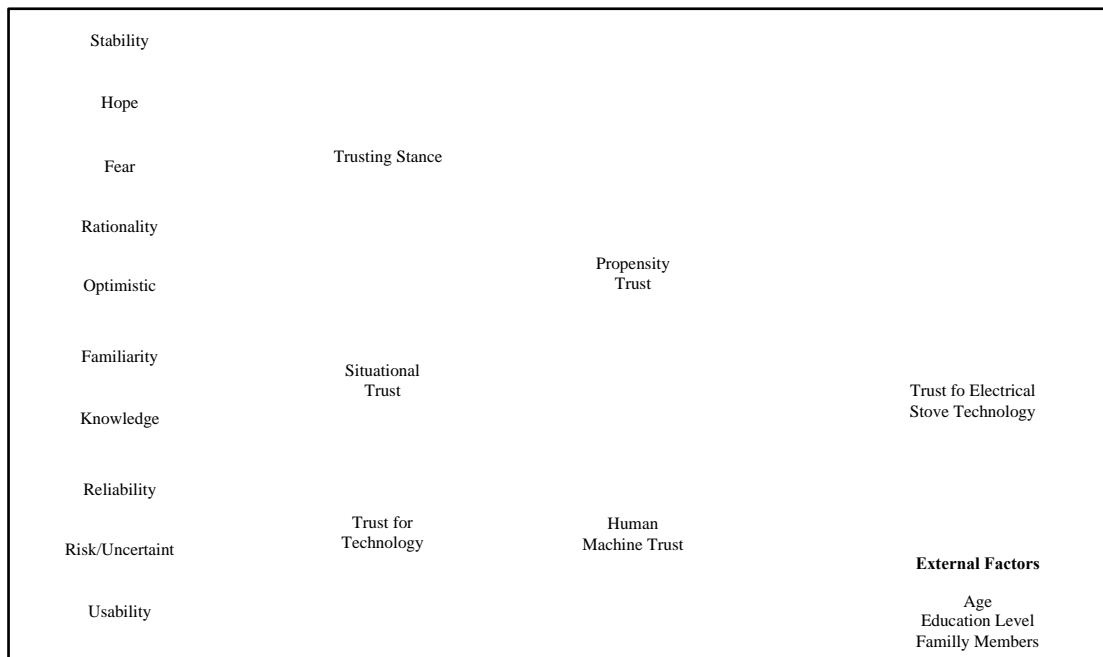 Stability
Hope
Fear
Rationality
Optimistic
Familiarity
Knowledge
Reliability
Risk/Uncertaint
Usability
Trusting Stance
Situational
Trust
Trust for
Technology
Propensity
Trust
Human
Machine Trust
Trust fo Electrical
Stove Technology
External Factors
Age
Education Level
Familly Members